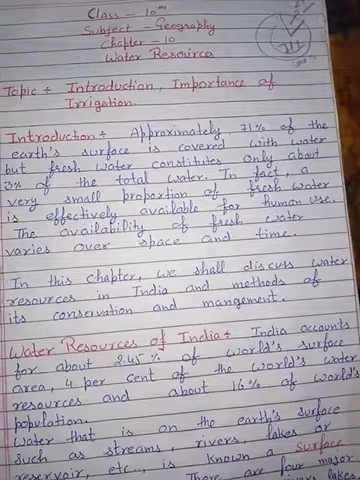 Class - 10th
Subject - Geography
Chapter - 10
Water Resources
Topic ÷ Introduction, Importance of
Irrigation.
Introduction ÷ Approximately 71% of the
earth's surface is covered with water
but fresh water constitutes only about
3% of the total water. In fact, a
very small proportion of fresh water
is effectively available for human use.
The availability of fresh water
varies over space and time.
In this chapter, we shall discuss water
resources in India and methods of
its conservation and mangement.
Water Resources of India ÷ India accounts
for about 2.45% of world's surface
area, 4 per cent of the world's water
resources and about 16% of world's
population.
Water that is on the earth's surface
such as streams, rivers, lakes or
reservoir, etc., is known a surface
There are four major
rivers lakes